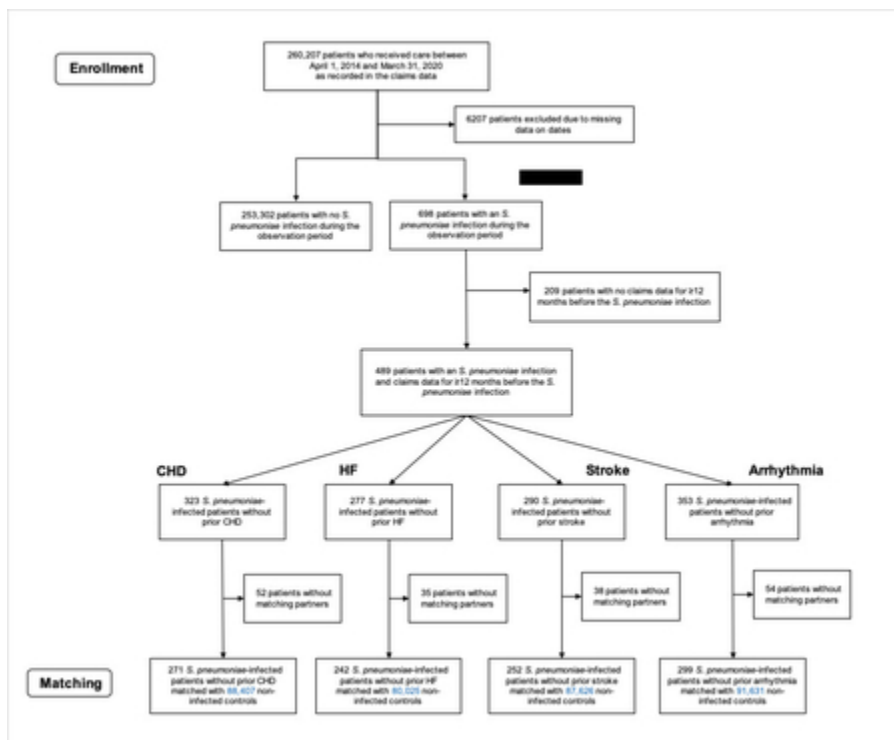 Enrollment
260,207 patients who received care between
April 1, 2014 and March 31, 2020
as recorded in the claims data
6207 patients excluded due to missing
data on dates
253,302 patients with no S.
pneumoniae infection during the
observation period
698 patients with an S.
pneumoniae infection during the
observation period
209 patients with no claims data for ≥12
months before the S. pneumoniae infection
489 patients with an S. pneumoniae infection
and claims data for ≥12 months before the S.
pneumoniae infection
CHD
HF
Stroke
Arrhythmia
323 S. pneumoniae-
infected patients without
prior CHD
277 S. pneumoniae-
infected patients without
prior HF
290 S. pneumoniae-
infected patients without
prior stroke
353 S. pneumoniae-infected
patients without prior
arrhythmia
52 patients without
matching partners
35 patients without
matching partners
38 patients without
matching partners
54 patients without
matching partners
Matching
271 S. pneumoniae-infected
patients without prior CHD
matched with 88,407 non-
infected controls
242 S. pneumoniae-infected
patients without prior HF
matched with 80,025 non-
infected controls
252 S. pneumoniae-infected
patients without prior stroke
matched with 87,626 non-
infected controls
299 S. pneumoniae-infected
patients without prior arrhythmia
matched with 91,631 non-
infected controls